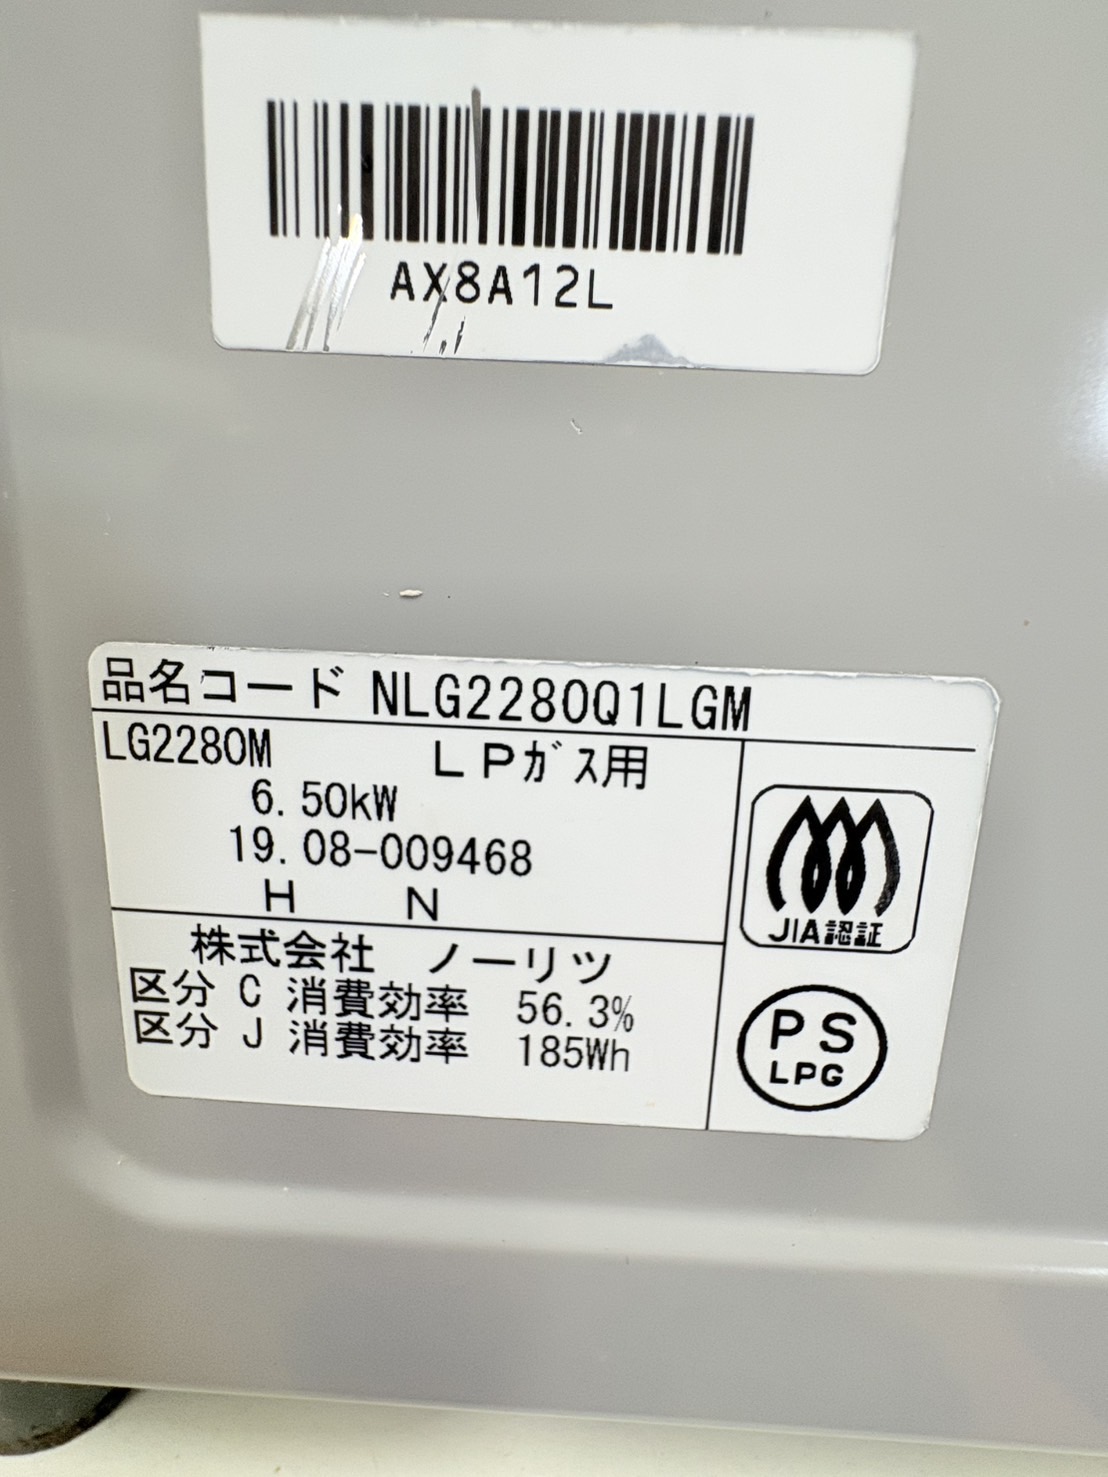 AX8A12L
品名コード NLG2280Q1LGM
LG2280M LPガス用
6.50kW
19.08-009468
H N
株式会社 ノーリツ
区分 C 消費効率 56.3%
区分 J 消費効率 185Wh
JIA認証
PS
LPG